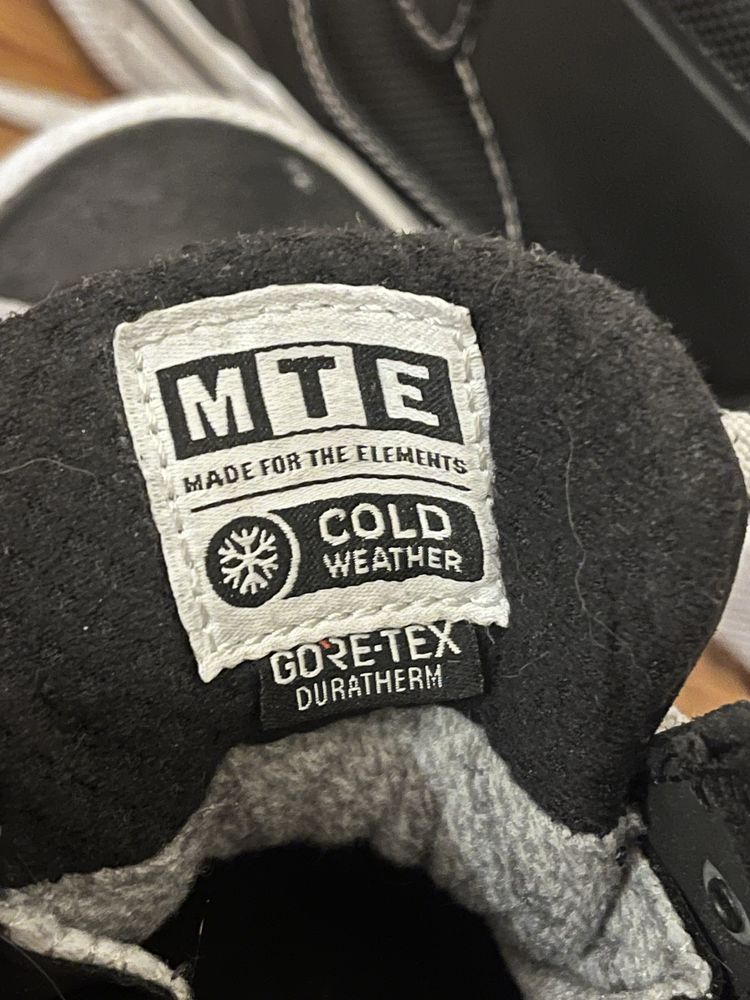 MTE
MADE FOR THE ELEMENTS
COLD
WEATHER
GORE-TEX
DURATHERM